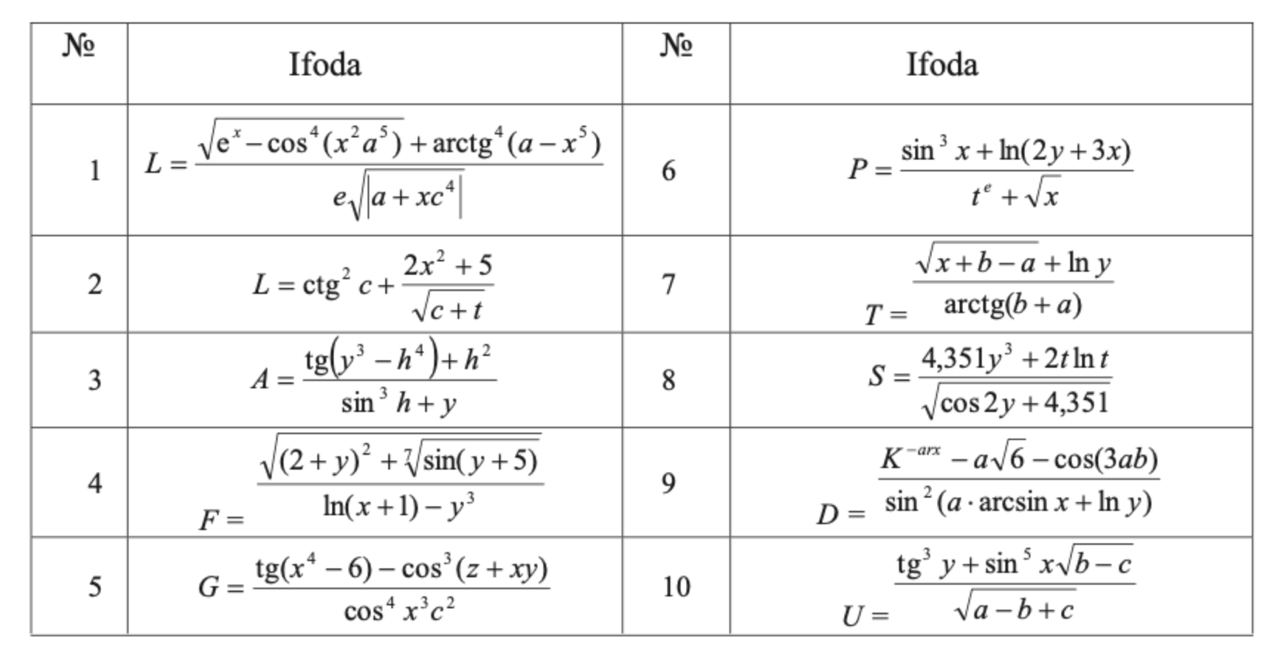 № Ifoda № Ifoda
1 L = (√(eˣ − cos⁴(x²a⁵)) + arctg⁴(a − x⁵)) / (e√|a + xc⁴|) 6 P = (sin³ x + ln(2y + 3x)) / (tᵉ + √x)
2 L = ctg² c + (2x² + 5) / √(c + t) 7 T = (√(x + b − a) + ln y) / arctg(b + a)
3 A = (tg(y³ − h⁴) + h²) / (sin³ h + y) 8 S = (4,351y³ + 2t ln t) / √(cos 2y + 4,351)
4 F = √((2 + y)² + ⁷√(sin(y + 5))) / (ln(x + 1) − y³) 9 D = (K⁻ᵃʳˣ − a√6 − cos(3ab)) / (sin²(a · arcsin x + ln y))
5 G = (tg(x⁴ − 6) − cos³(z + xy)) / (cos⁴ x³c²) 10 U = (tg³ y + sin⁵ x√(b − c)) / √(a − b + c)